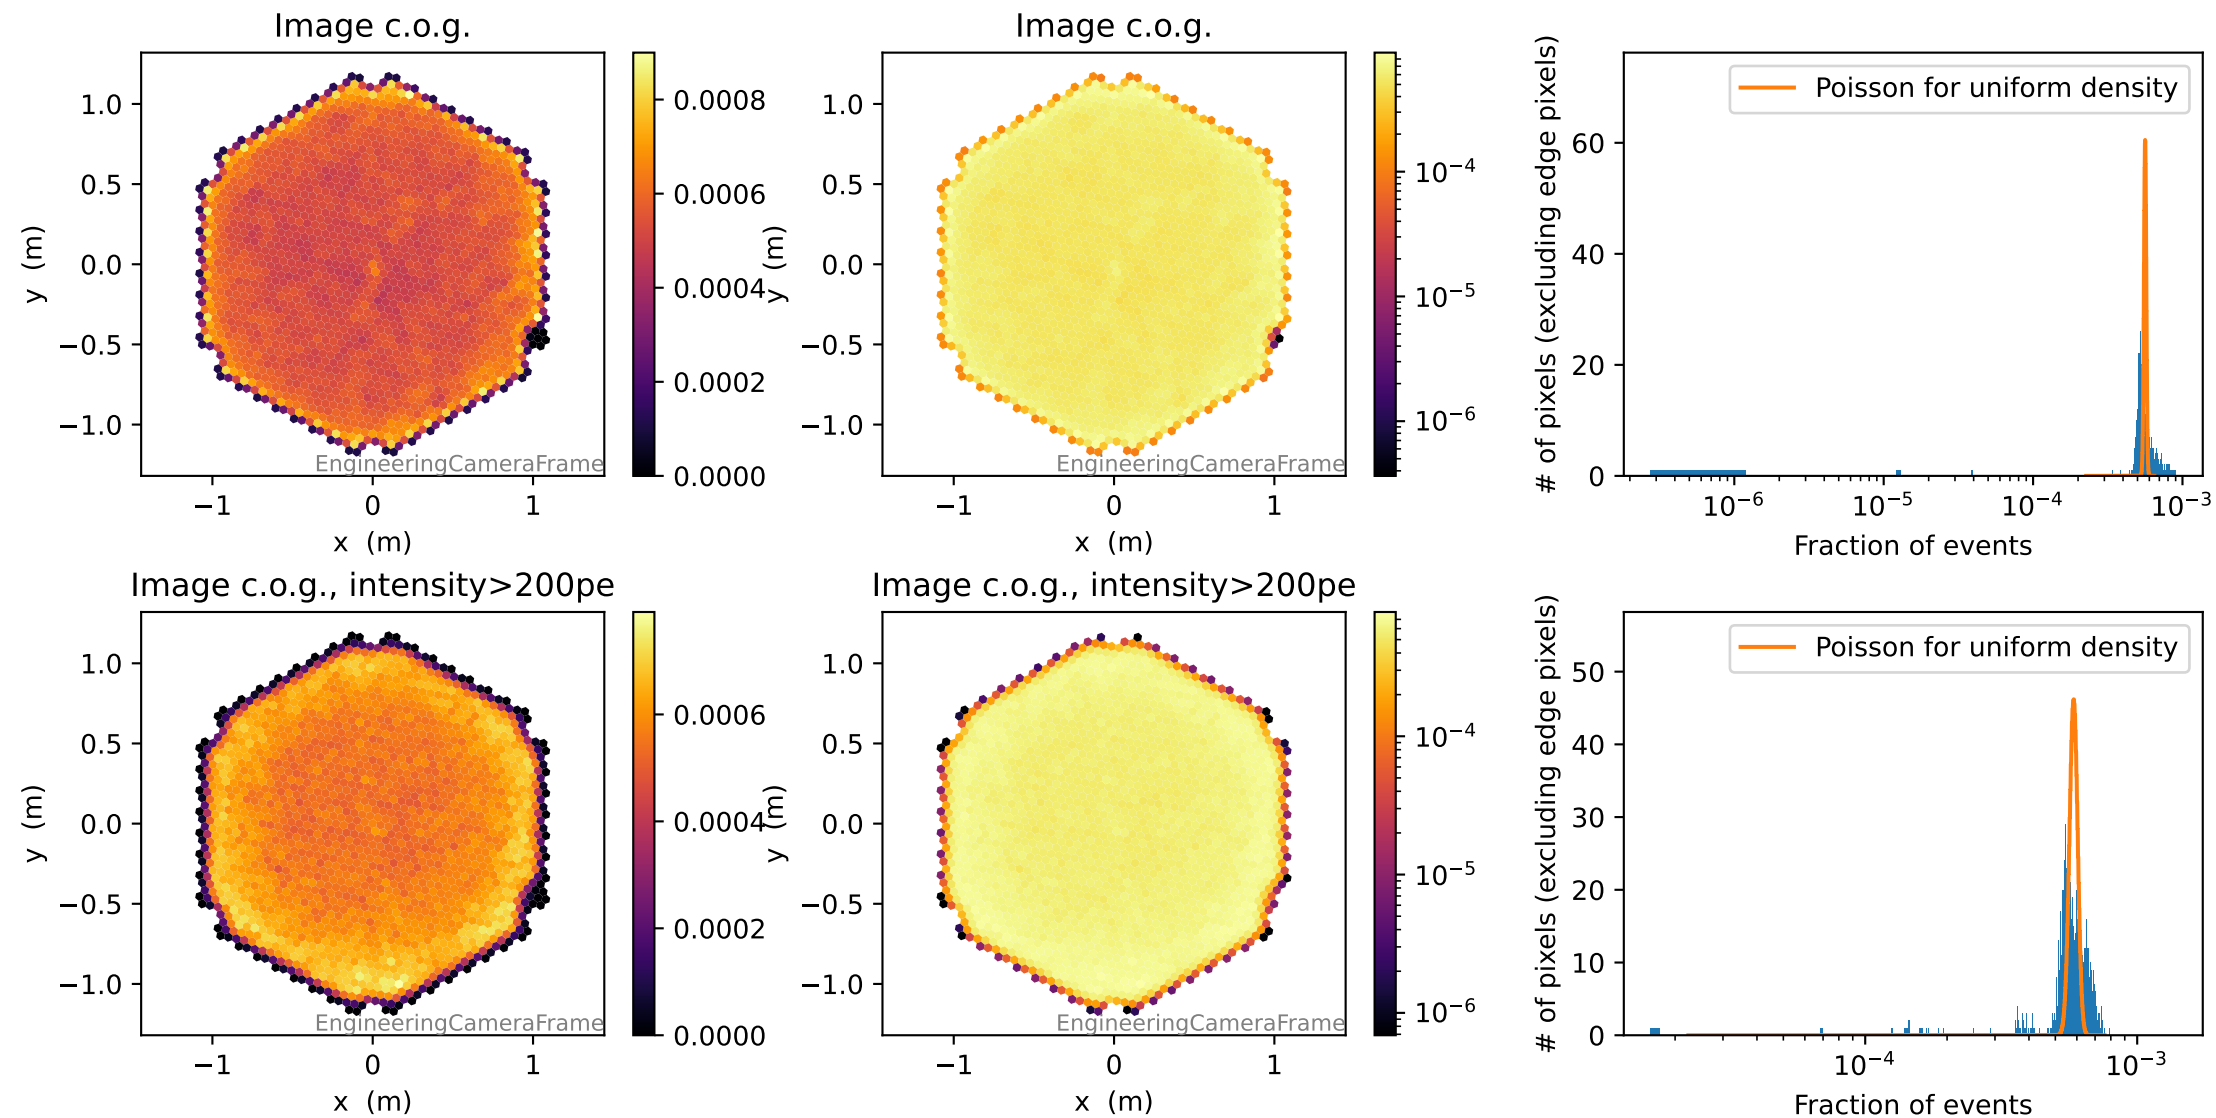 Image c.o.g.
1.0
0.5
0.0
−0.5
−1.0
y (m)
−1
0
1
x (m)
EngineeringCameraFrame
0.0008
0.0006
0.0004
0.0002
0.0000
Image c.o.g.
1.0
0.5
0.0
−0.5
−1.0
y (m)
−1
0
1
x (m)
EngineeringCameraFrame
10−4
10−5
10−6
# of pixels (excluding edge pixels)
60
40
20
0
Poisson for uniform density
10−6
10−5
10−4
10−3
Fraction of events
Image c.o.g., intensity>200pe
1.0
0.5
0.0
−0.5
−1.0
y (m)
−1
0
1
x (m)
EngineeringCameraFrame
0.0006
0.0004
0.0002
0.0000
Image c.o.g., intensity>200pe
1.0
0.5
0.0
−0.5
−1.0
y (m)
−1
0
1
x (m)
EngineeringCameraFrame
10−4
10−5
10−6
# of pixels (excluding edge pixels)
50
40
30
20
10
0
Poisson for uniform density
10−4
10−3
Fraction of events